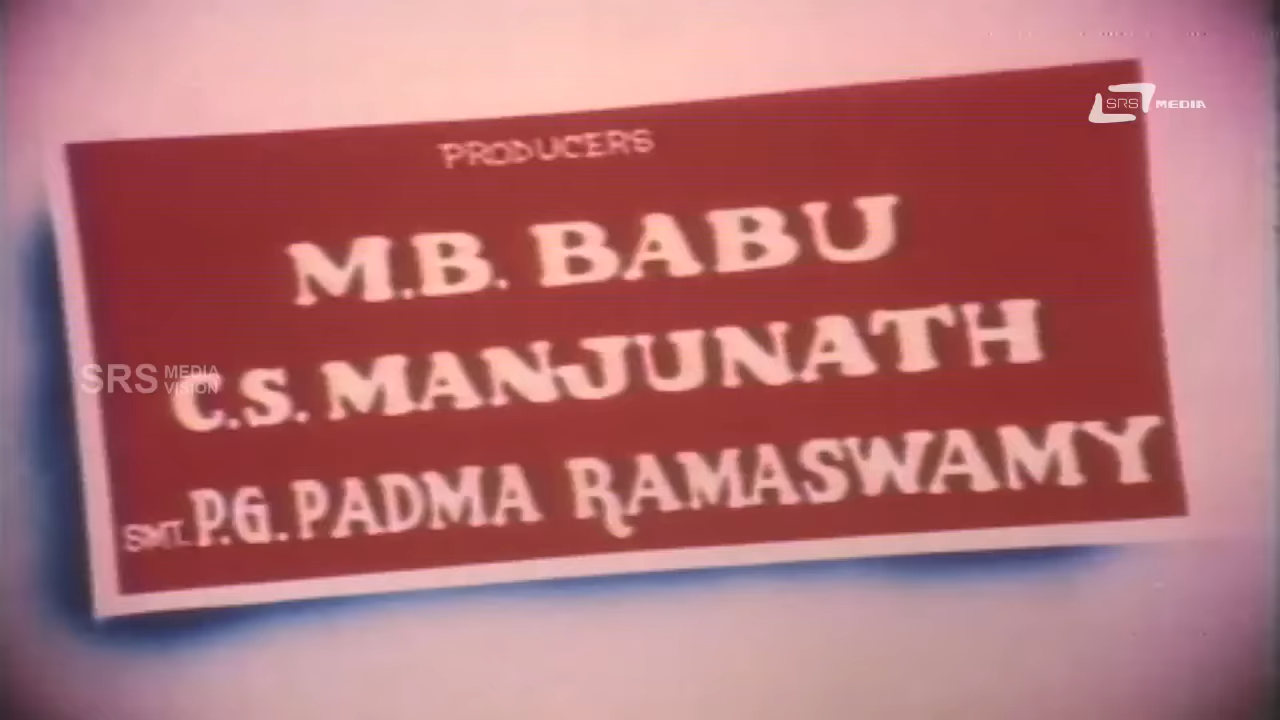 SRS MEDIA
PRODUCERS
M.B. BABU
C.S. MANJUNATH
SMT. P.G. PADMA RAMASWAMY
SRS MEDIA
VISION